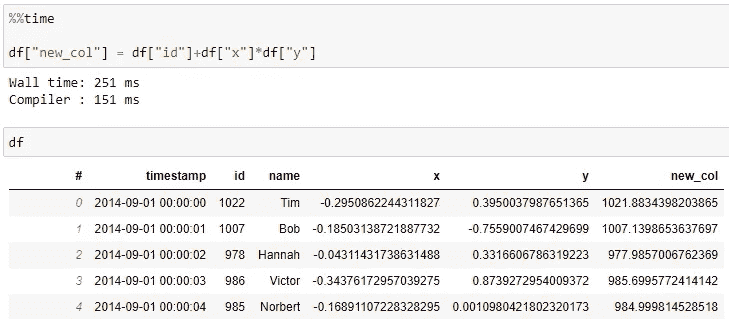 %%time
df["new_col"] = df["id"]+df["x"]*df["y"]
Wall time: 251 ms
Compiler : 151 ms
df
# timestamp id name x y new_col
0 2014-09-01 00:00:00 1022 Tim -0.2950862244311827 0.3950037987651365 1021.8834398203865
1 2014-09-01 00:00:01 1007 Bob -0.18503138721887732 -0.7559007467429699 1007.1398653637697
2 2014-09-01 00:00:02 978 Hannah -0.04311431738631488 0.3316606786319223 977.9857006762369
3 2014-09-01 00:00:03 986 Victor -0.34376172957039275 0.8739272954009372 985.6995772414142
4 2014-09-01 00:00:04 985 Norbert -0.16891107228328295 0.0010980421802320173 984.999814528518